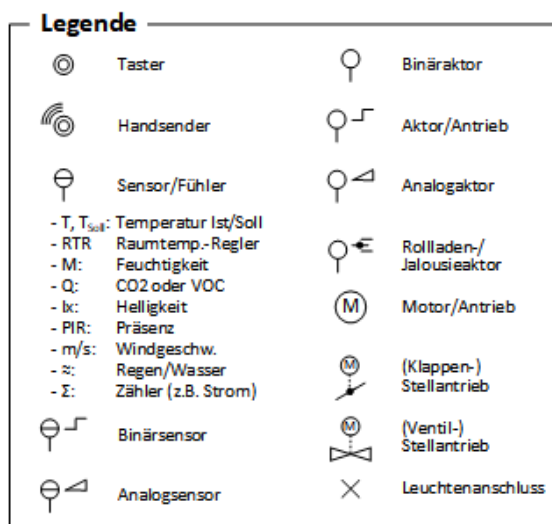 Legende
Taster
Handsender
Sensor/Fühler
- T, TSoll: Temperatur Ist/Soll
- RTR Raumtemp.-Regler
- M: Feuchtigkeit
- Q: CO2 oder VOC
- lx: Helligkeit
- PIR: Präsenz
- m/s: Windgeschw.
- ≈: Regen/Wasser
- Σ: Zähler (z.B. Strom)
Binärsensor
Analogsensor
Binäraktor
Aktor/Antrieb
Analogaktor
Rollladen-/
Jalousieaktor
M Motor/Antrieb
M (Klappen-)
Stellantrieb
M (Ventil-)
Stellantrieb
Leuchtenanschluss